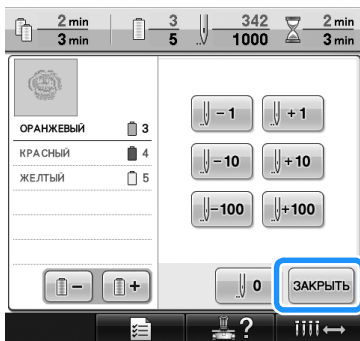 2 min 3 342 2 min
3 min 5 1000 3 min
ОРАНЖЕВЫЙ 3
КРАСНЫЙ 4
ЖЕЛТЫЙ 5
-1 +1
-10 +10
-100 +100
- + 0 ЗАКРЫТЬ
?